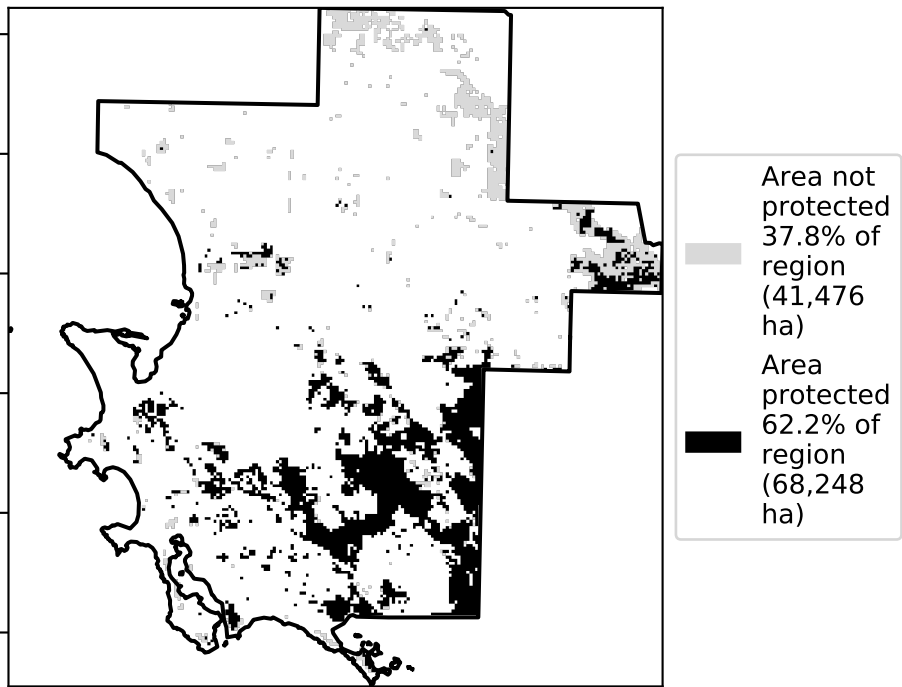 Area not
protected
37.8% of
region
(41,476
ha)
Area
protected
62.2% of
region
(68,248
ha)